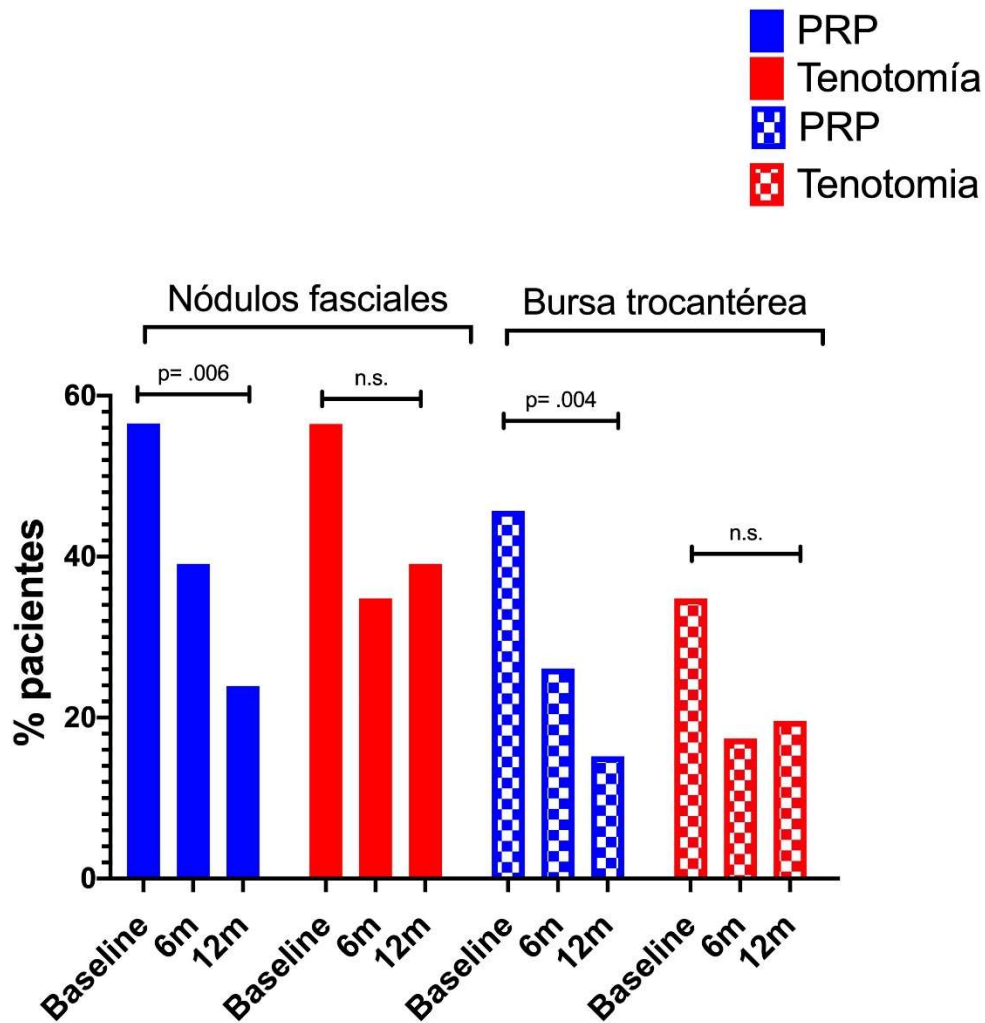 PRP
Tenotomía
PRP
Tenotomia
Nódulos fasciales
Bursa trocantérea
p= .006
n.s.
p= .004
n.s.
60
40
20
0
% pacientes
Baseline
6m
12m
Baseline
6m
12m
Baseline
6m
12m
Baseline
6m
12m